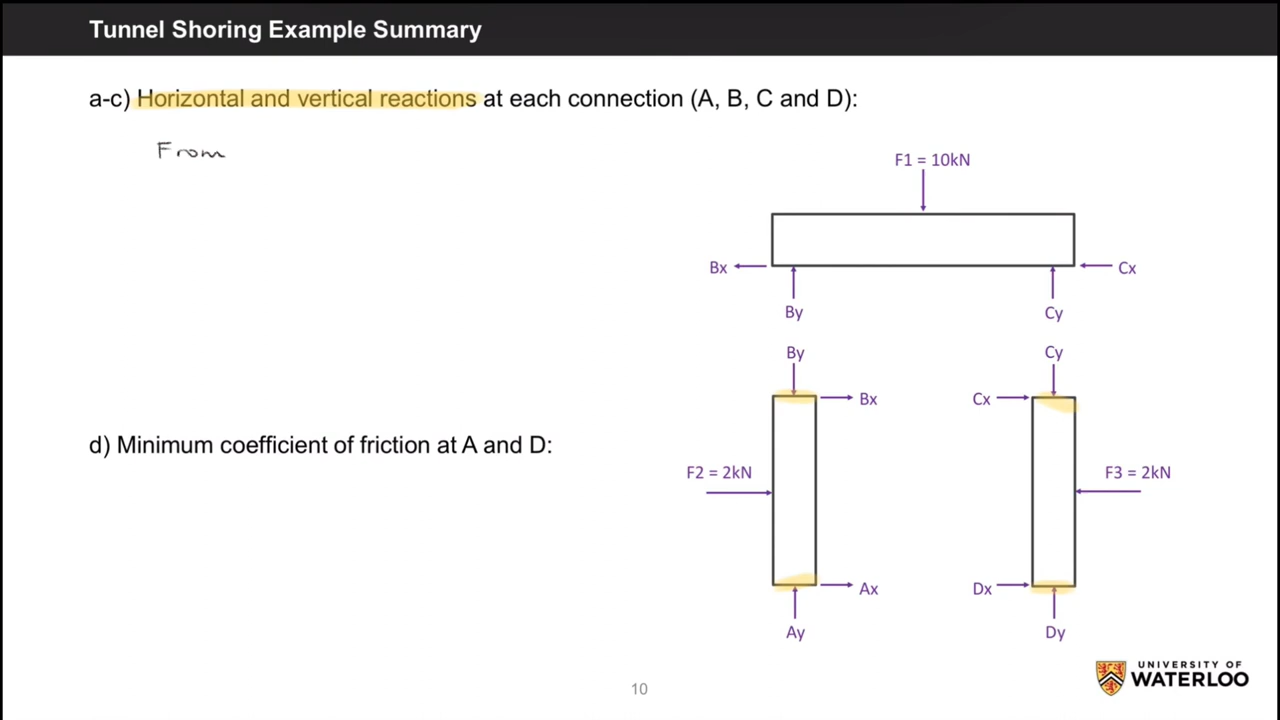 Tunnel Shoring Example Summary
a-c) Horizontal and vertical reactions at each connection (A, B, C and D):
From
F1 = 10kN
Bx
Cx
By
Cy
By
Cy
Bx
Cx
d) Minimum coefficient of friction at A and D:
F2 = 2kN
F3 = 2kN
Ax
Dx
Ay
Dy
UNIVERSITY OF
WATERLOO
10